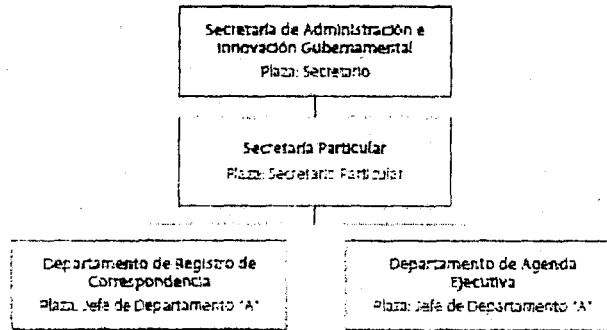 Secretaría de Administración e
Innovación Gubernamental
Plaza: Secretario
Secretaría Particular
Plaza: Secretario Particular
Departamento de Registro de
Correspondencia
Plaza: Jefe de Departamento "A"
Departamento de Agenda
Ejecutiva
Plaza: Jefe de Departamento "A"